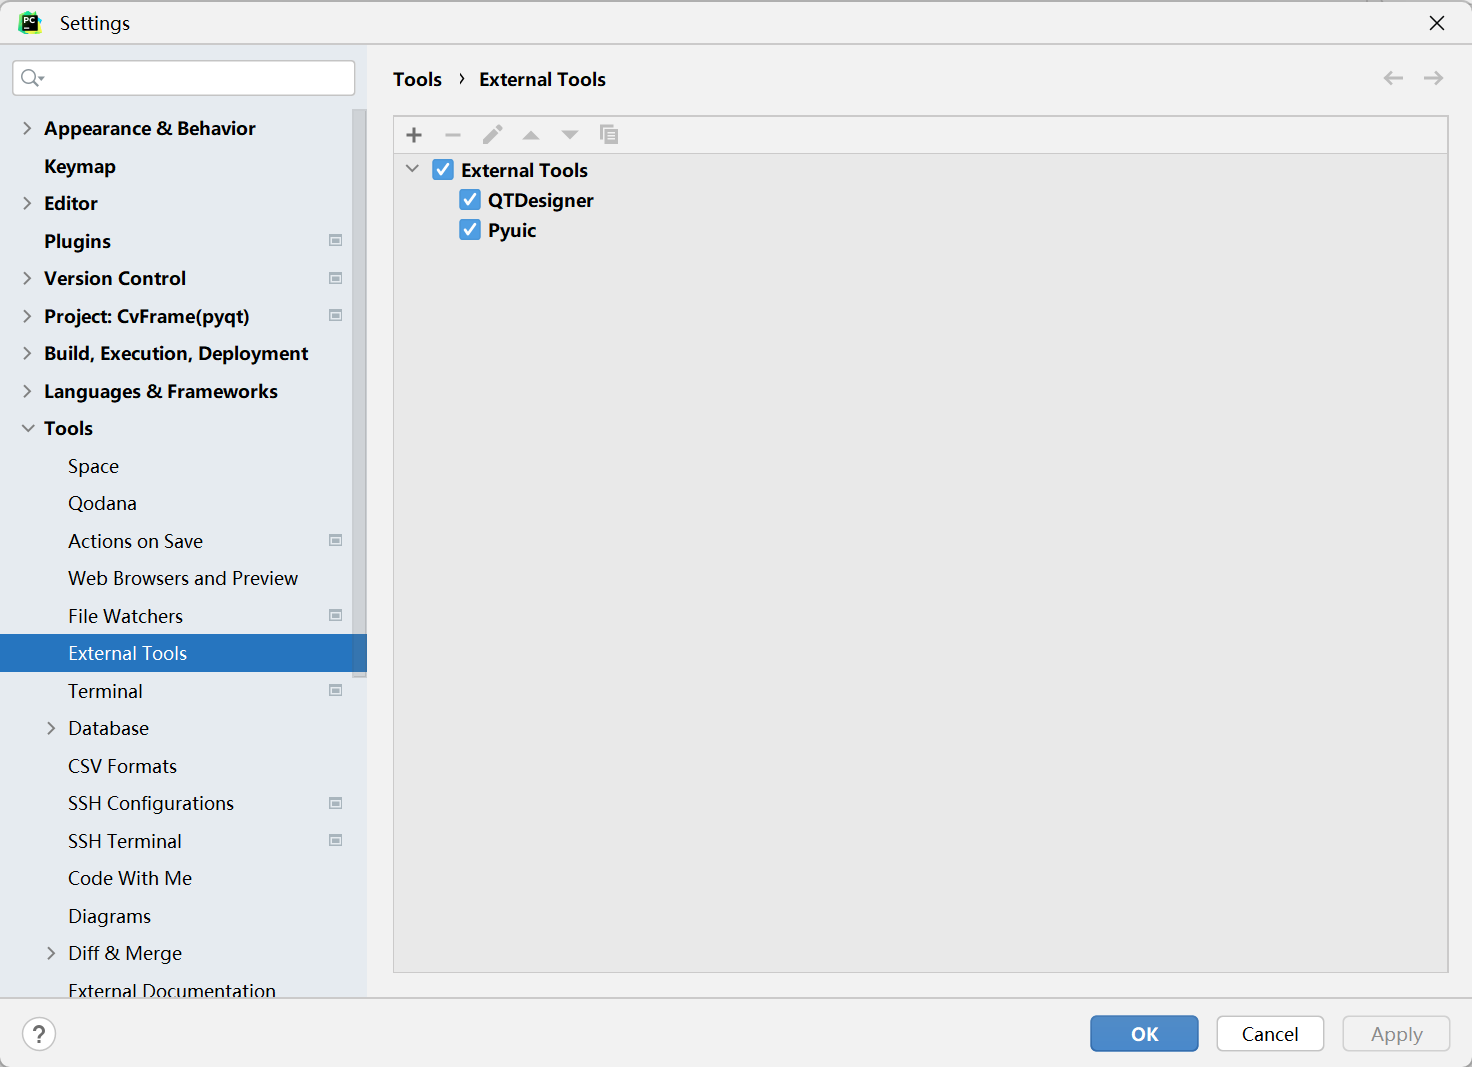 PC
Settings
Tools › External Tools
Appearance & Behavior
Keymap
Editor
Plugins
Version Control
Project: CvFrame(pyqt)
Build, Execution, Deployment
Languages & Frameworks
Tools
Space
Qodana
Actions on Save
Web Browsers and Preview
File Watchers
External Tools
Terminal
Database
CSV Formats
SSH Configurations
SSH Terminal
Code With Me
Diagrams
Diff & Merge
External Documentation
External Tools
QTDesigner
Pyuic
?
OK
Cancel
Apply